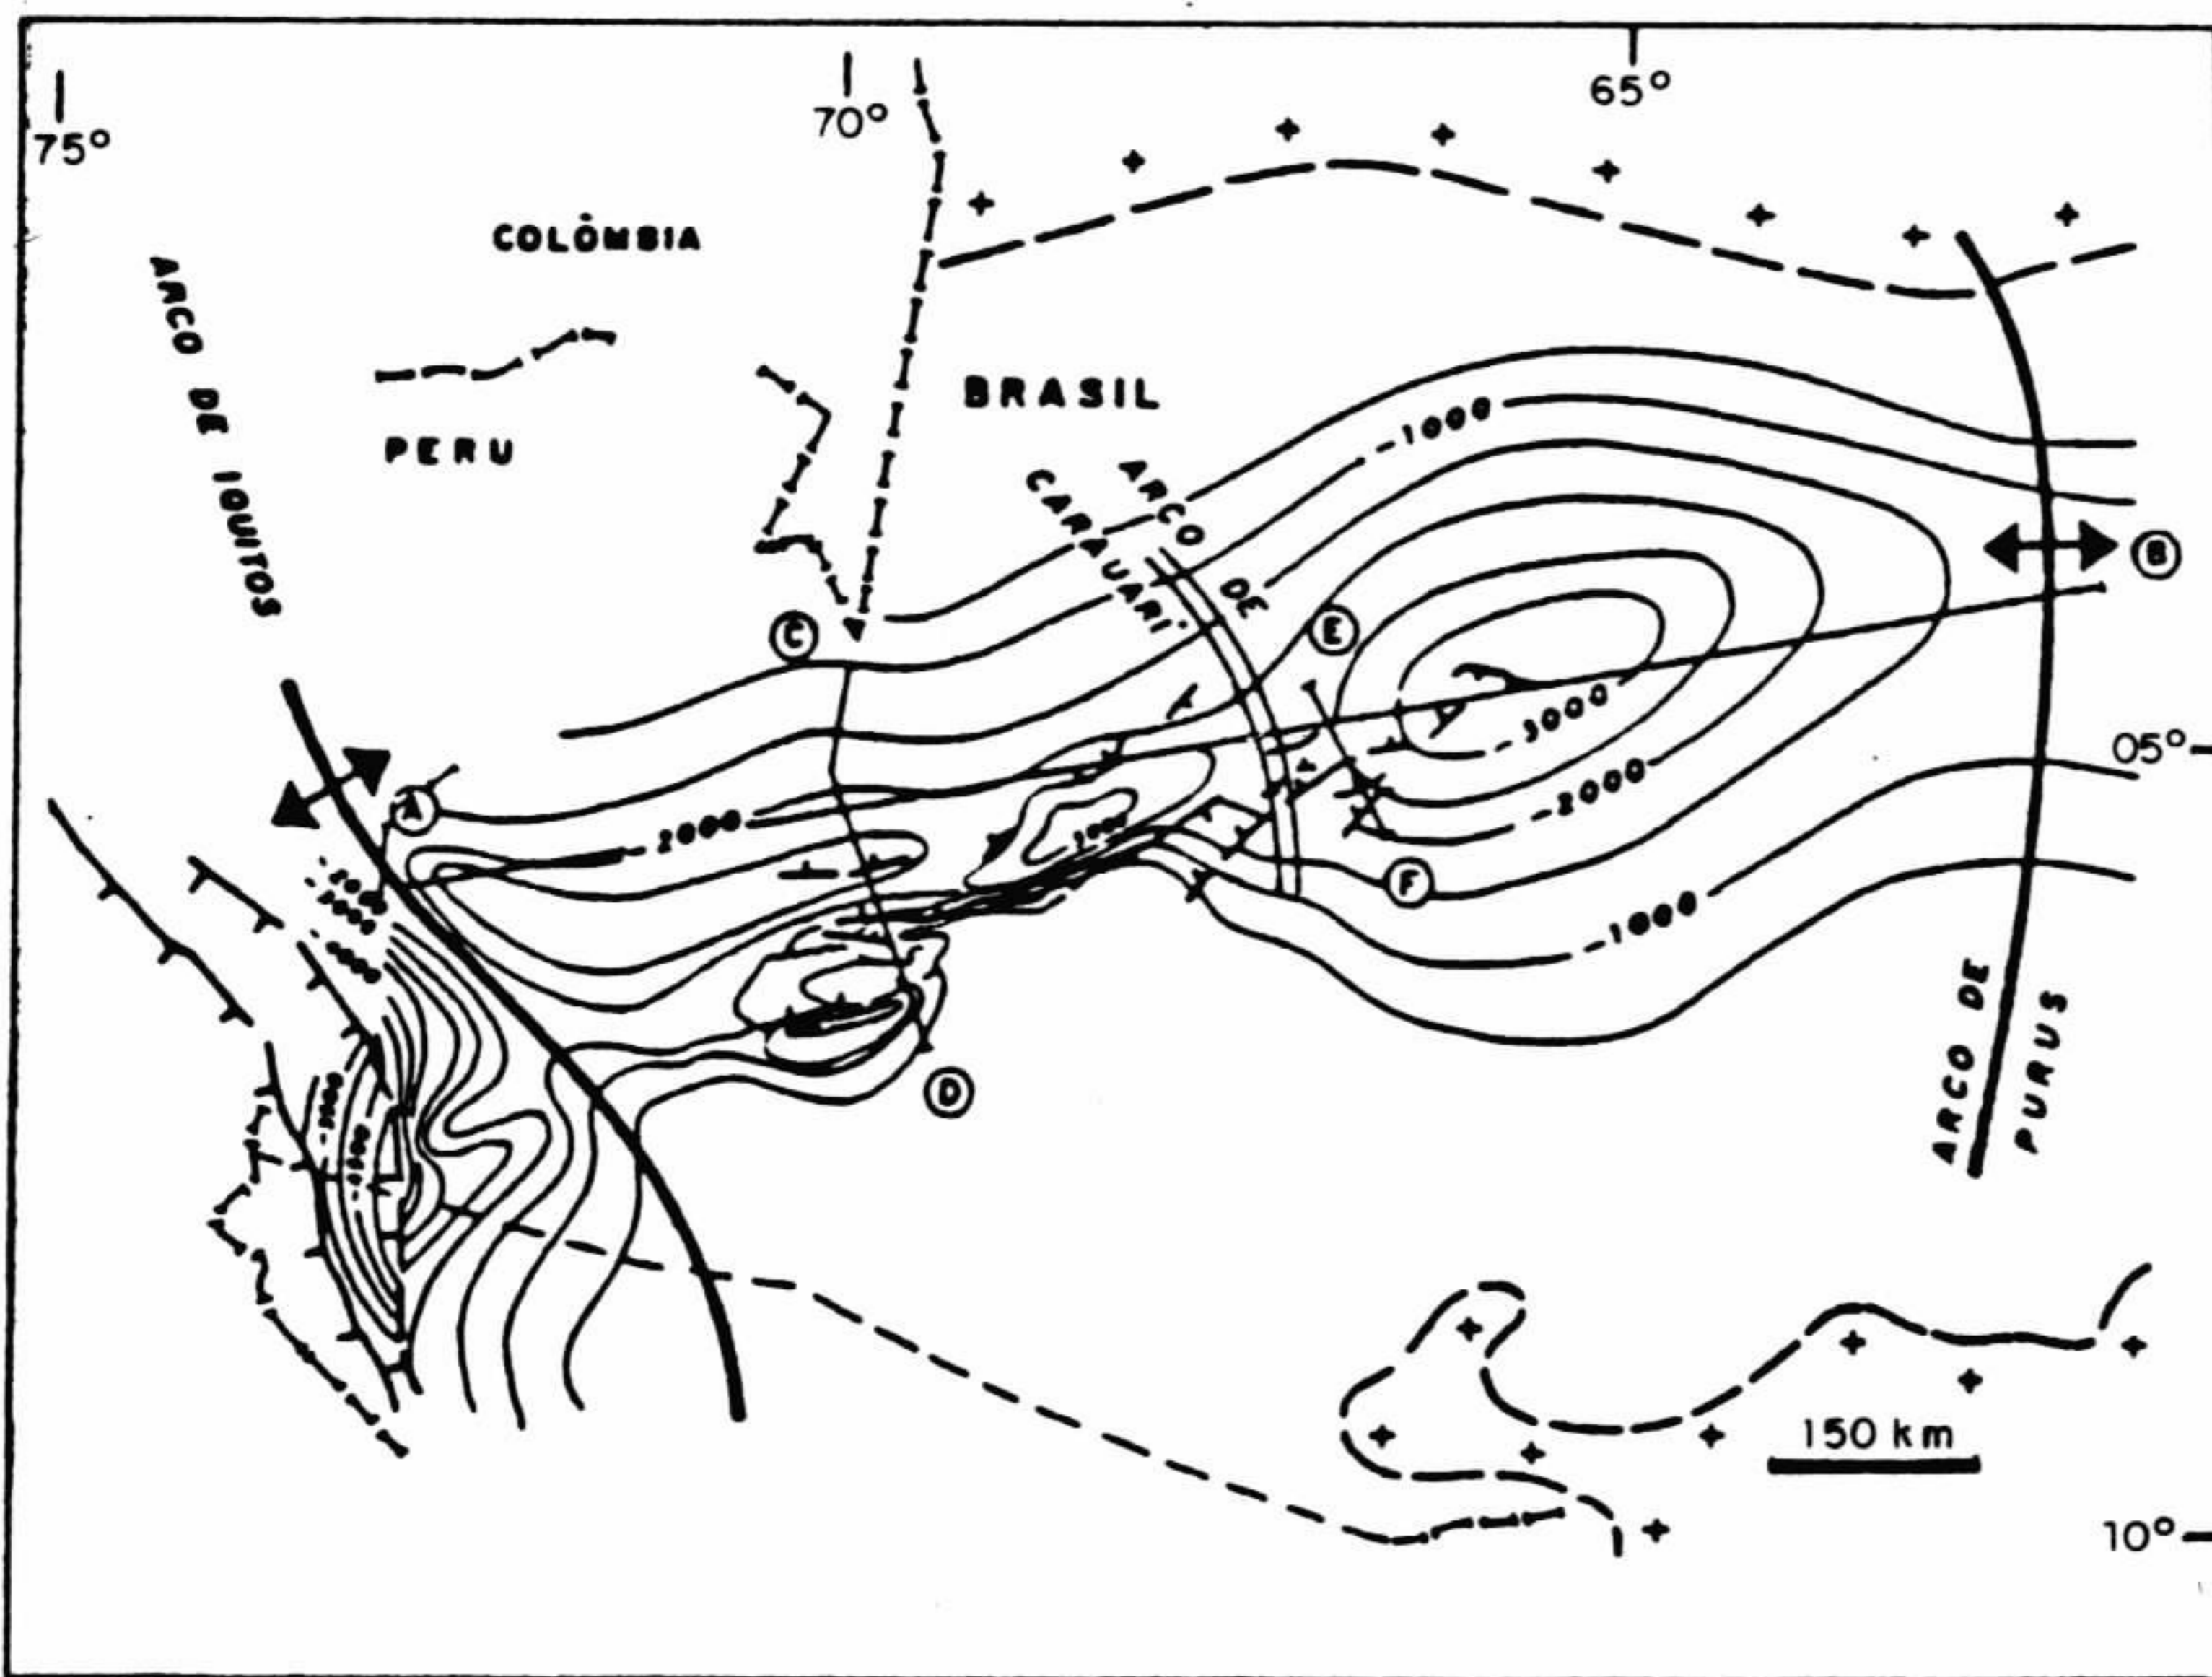 75°
70°
65°
COLÔMBIA
ARCO DE IQUITOS
PERU
BRASIL
-1000
ARCO DE
CARAUARÍ
B
C
E
A
05°
-3000
-2000
-2000
F
-1000
D
ARCO DE
PURUS
150 km
10°